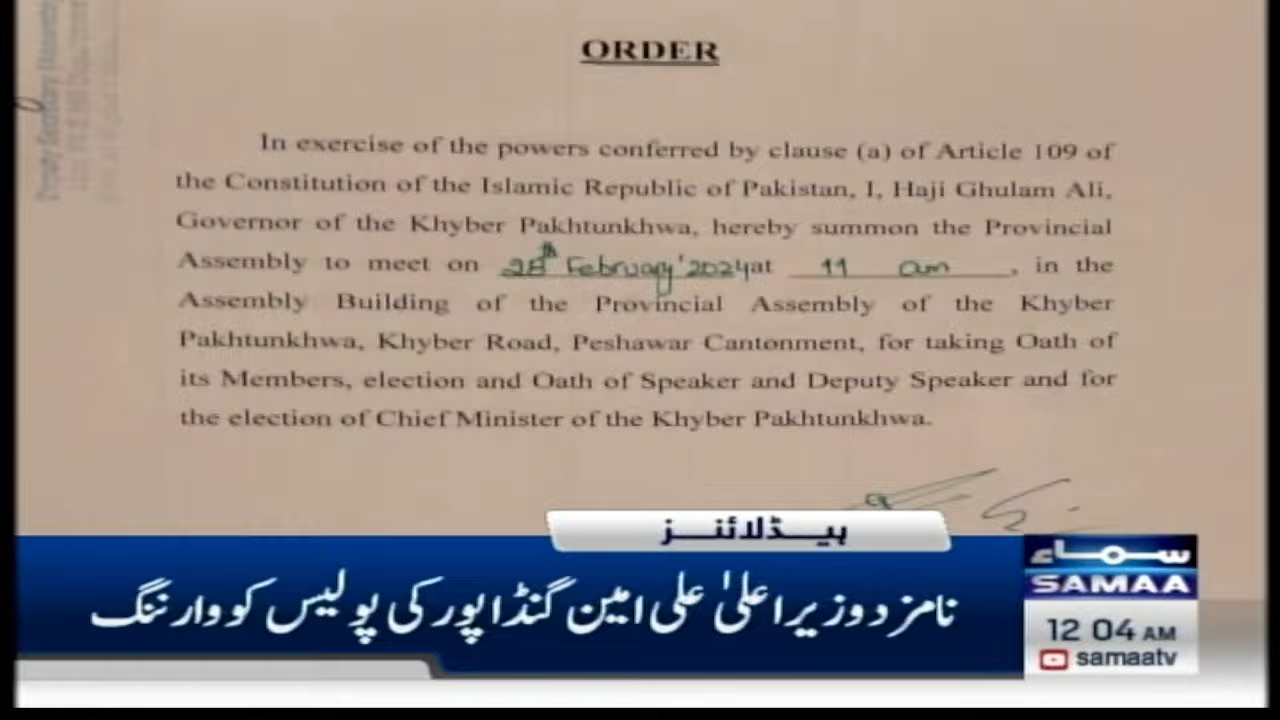 ORDER
In exercise of the powers conferred by clause (a) of Article 109 of
the Constitution of the Islamic Republic of Pakistan, I, Haji Ghulam Ali,
Governor of the Khyber Pakhtunkhwa, hereby summon the Provincial
Assembly to meet on 28th February'2024 at 11 am, in the
Assembly Building of the Provincial Assembly of the Khyber
Pakhtunkhwa, Khyber Road, Peshawar Cantonment, for taking Oath of
its Members, election and Oath of Speaker and Deputy Speaker and for
the election of Chief Minister of the Khyber Pakhtunkhwa.
ہیڈلائنز
نامزد وزیراعلیٰ علی امین گنڈاپور کی پولیس کو وارننگ
سماء
SAMAA
12 04 AM
samaatv